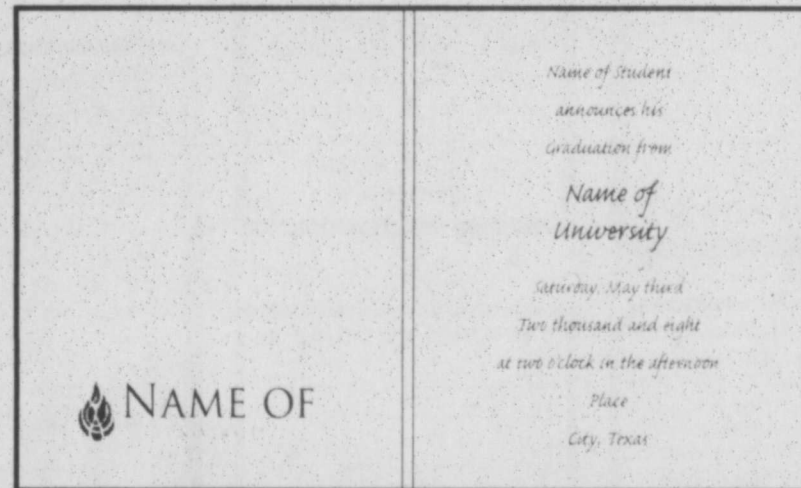 NAME OF
Name of Student
announces his
Graduation from
Name of
University
Saturday, May third
Two thousand and eight
at two o'clock in the afternoon
Place
City, Texas